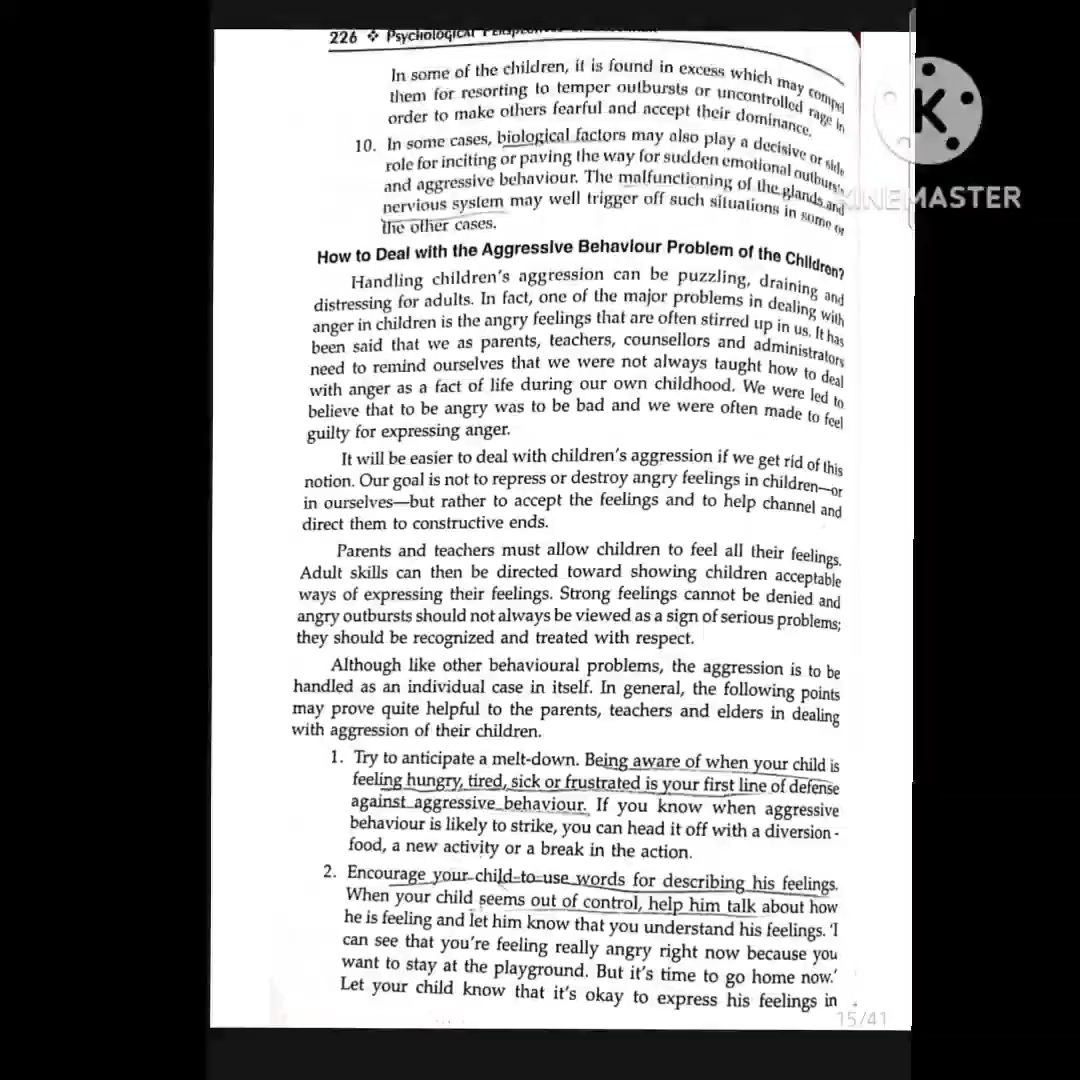 226 ❖ Psychological
In some of the children, it is found in excess which may compel
them for resorting to temper outbursts or uncontrolled rage in
order to make others fearful and accept their dominance.
10. In some cases, biological factors may also play a decisive or side
role for inciting or paving the way for sudden emotional outbursts
and aggressive behaviour. The malfunctioning of the glands and
nervious system may well trigger off such situations in some or
the other cases.
How to Deal with the Aggressive Behaviour Problem of the Children?
Handling children's aggression can be puzzling, draining and
distressing for adults. In fact, one of the major problems in dealing with
anger in children is the angry feelings that are often stirred up in us. It has
been said that we as parents, teachers, counsellors and administrators
need to remind ourselves that we were not always taught how to deal
with anger as a fact of life during our own childhood. We were led to
believe that to be angry was to be bad and we were often made to feel
guilty for expressing anger.
It will be easier to deal with children's aggression if we get rid of this
notion. Our goal is not to repress or destroy angry feelings in children—or
in ourselves—but rather to accept the feelings and to help channel and
direct them to constructive ends.
Parents and teachers must allow children to feel all their feelings.
Adult skills can then be directed toward showing children acceptable
ways of expressing their feelings. Strong feelings cannot be denied and
angry outbursts should not always be viewed as a sign of serious problems;
they should be recognized and treated with respect.
Although like other behavioural problems, the aggression is to be
handled as an individual case in itself. In general, the following points
may prove quite helpful to the parents, teachers and elders in dealing
with aggression of their children.
1. Try to anticipate a melt-down. Being aware of when your child is
feeling hungry, tired, sick or frustrated is your first line of defense
against aggressive behaviour. If you know when aggressive
behaviour is likely to strike, you can head it off with a diversion -
food, a new activity or a break in the action.
2. Encourage your child to use words for describing his feelings.
When your child seems out of control, help him talk about how
he is feeling and let him know that you understand his feelings. 'I
can see that you're feeling really angry right now because you
want to stay at the playground. But it's time to go home now.'
Let your child know that it's okay to express his feelings in
15/41
K
KINEMASTER